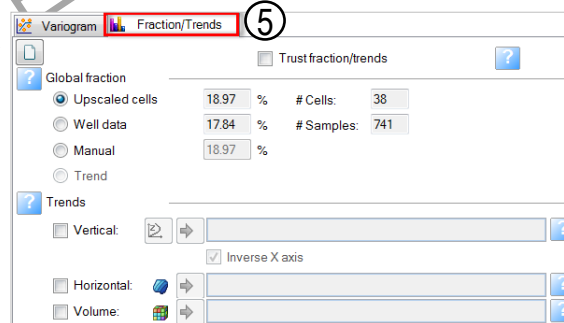 Variogram Fraction/Trends 5
Trust fraction/trends ?
? Global fraction
Upscaled cells 18.97 % # Cells: 38
Well data 17.84 % # Samples: 741
Manual 18.97 %
Trend
? Trends
Vertical: ?
Inverse X axis
Horizontal: ?
Volume: ?